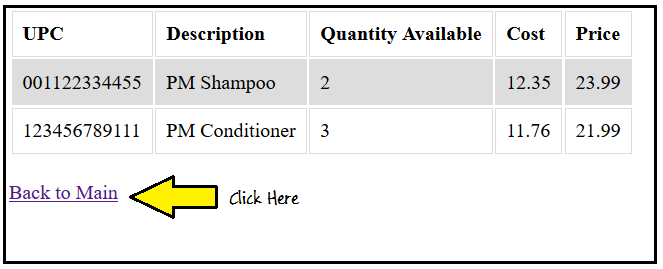 UPC Description Quantity Available Cost Price
001122334455 PM Shampoo 2 12.35 23.99
123456789111 PM Conditioner 3 11.76 21.99
Back to Main Click Here